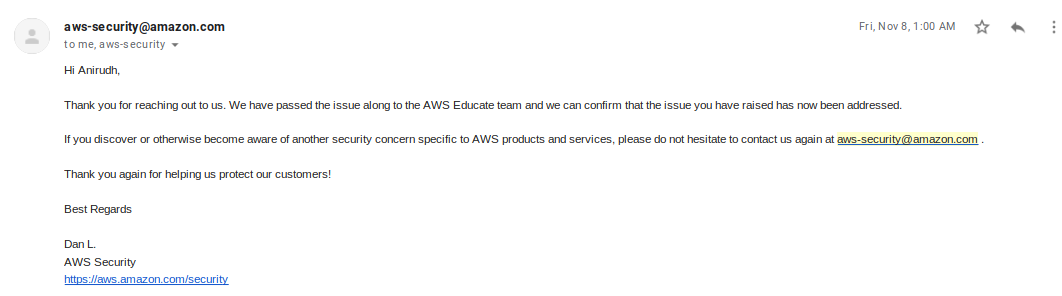 aws-security@amazon.com
Fri, Nov 8, 1:00 AM
to me, aws-security
Hi Anirudh,
Thank you for reaching out to us. We have passed the issue along to the AWS Educate team and we can confirm that the issue you have raised has now been addressed.
If you discover or otherwise become aware of another security concern specific to AWS products and services, please do not hesitate to contact us again at aws-security@amazon.com .
Thank you again for helping us protect our customers!
Best Regards
Dan L.
AWS Security
https://aws.amazon.com/security